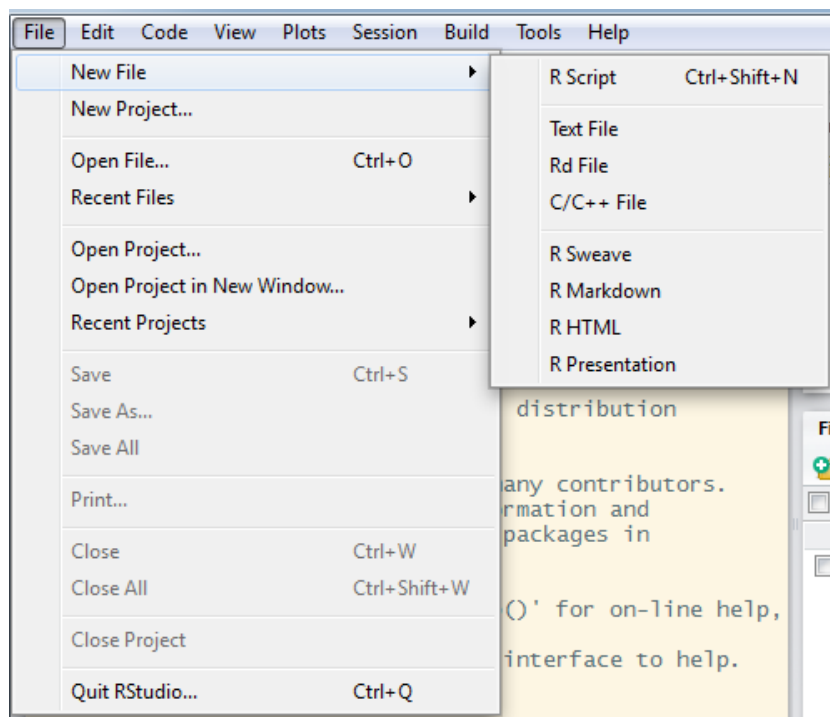 File Edit Code View Plots Session Build Tools Help
New File
New Project...
Open File... Ctrl+O
Recent Files
Open Project...
Open Project in New Window...
Recent Projects
Save Ctrl+S
Save As...
Save All
Print...
Close Ctrl+W
Close All Ctrl+Shift+W
Close Project
Quit RStudio... Ctrl+Q
R Script Ctrl+Shift+N
Text File
Rd File
C/C++ File
R Sweave
R Markdown
R HTML
R Presentation
distribution
contributors.
and
packages in
()' for on-line help,
interface to help.